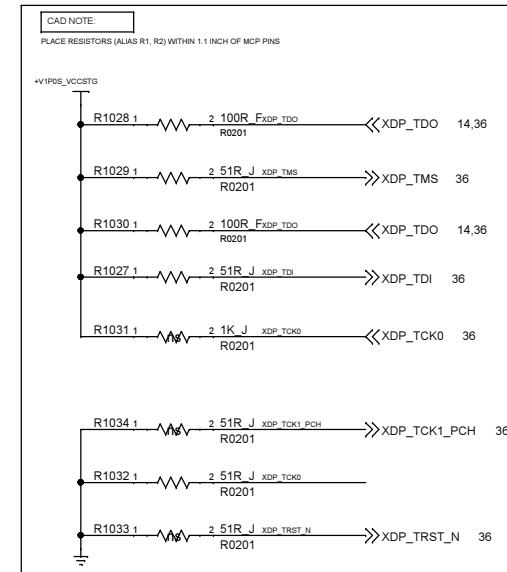 CAD NOTE:
PLACE RESISTORS (ALIAS R1, R2) WITHIN 1.1 INCH OF MCP PINS
+V1P0S_VCCSTG
R1028 1 2 100R_F XDP_TDO XDP_TDO 14,36
R0201
R1029 1 2 51R_J XDP_TMS XDP_TMS 36
R0201
R1030 1 2 100R_F XDP_TDO XDP_TDO 14,36
R0201
R1027 1 2 51R_J XDP_TDI XDP_TDI 36
R0201
R1031 1 ns 2 1K_J XDP_TCK0 XDP_TCK0 36
R0201
R1034 1 ns 2 51R_J XDP_TCK1_PCH XDP_TCK1_PCH 36
R0201
R1032 1 2 51R_J XDP_TCK0
R0201
R1033 1 ns 2 51R_J XDP_TRST_N XDP_TRST_N 36
R0201